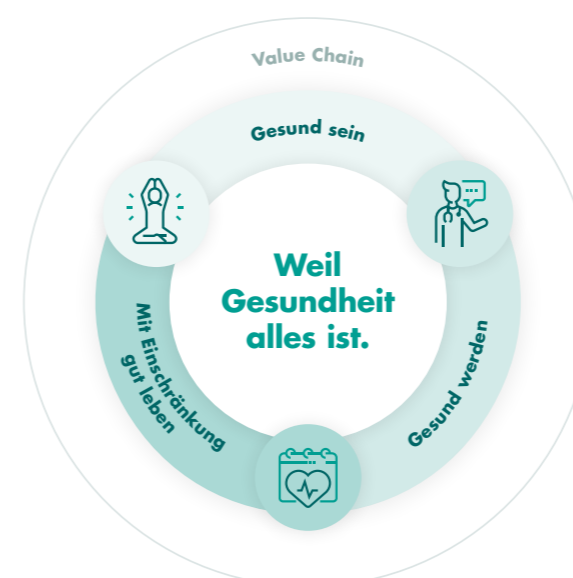 Value Chain
Gesund sein
Weil
Gesundheit
alles ist.
Gesund werden
Mit Einschränkung
gut leben